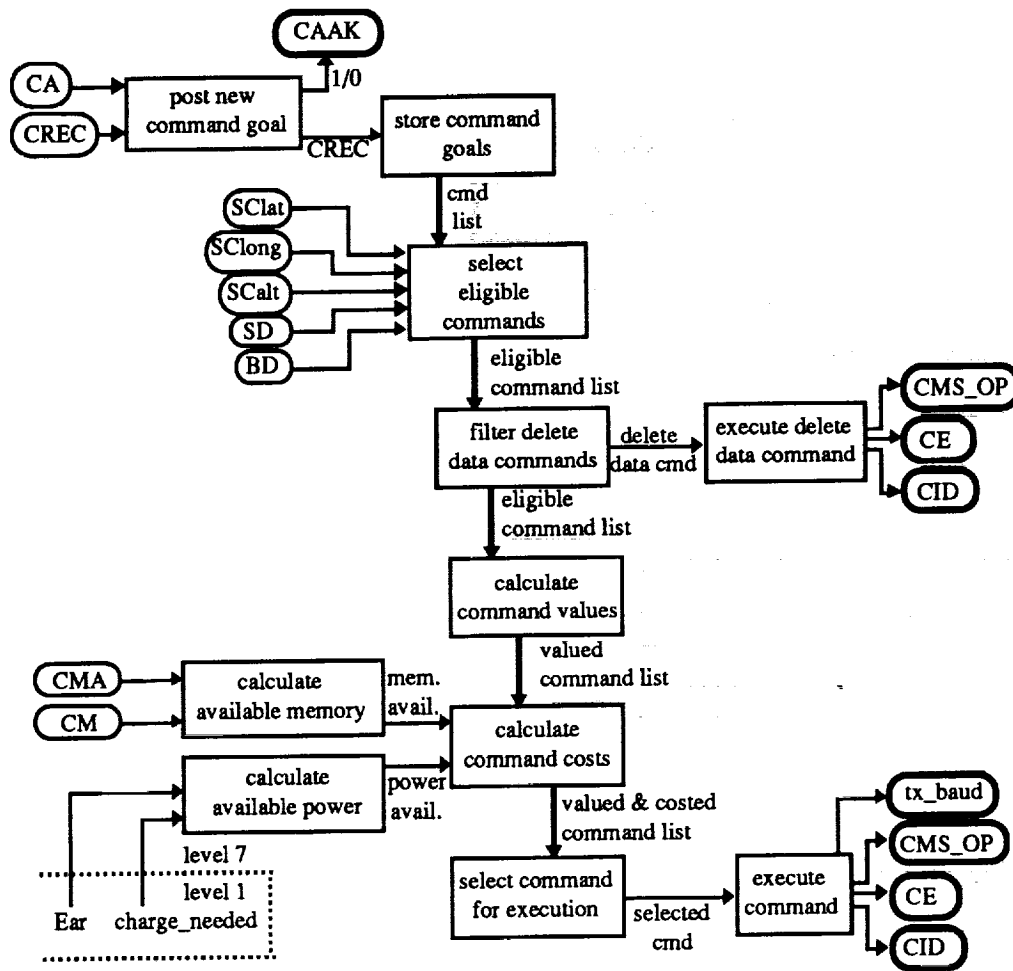 CAAK
1/0
CA
post new
command goal
CREC
CREC
store command
goals
cmd
list
SClat
SClong
SCalt
SD
BD
select
eligible
commands
eligible
command list
filter delete
data commands
delete
data cmd
execute delete
data command
CMS_OP
CE
CID
eligible
command list
calculate
command values
valued
command list
CMA
CM
calculate
available memory
mem.
avail.
calculate
command costs
calculate
available power
power
avail.
valued & costed
command list
level 7
level 1
Ear
charge_needed
select command
for execution
selected
cmd
execute
command
tx_baud
CMS_OP
CE
CID